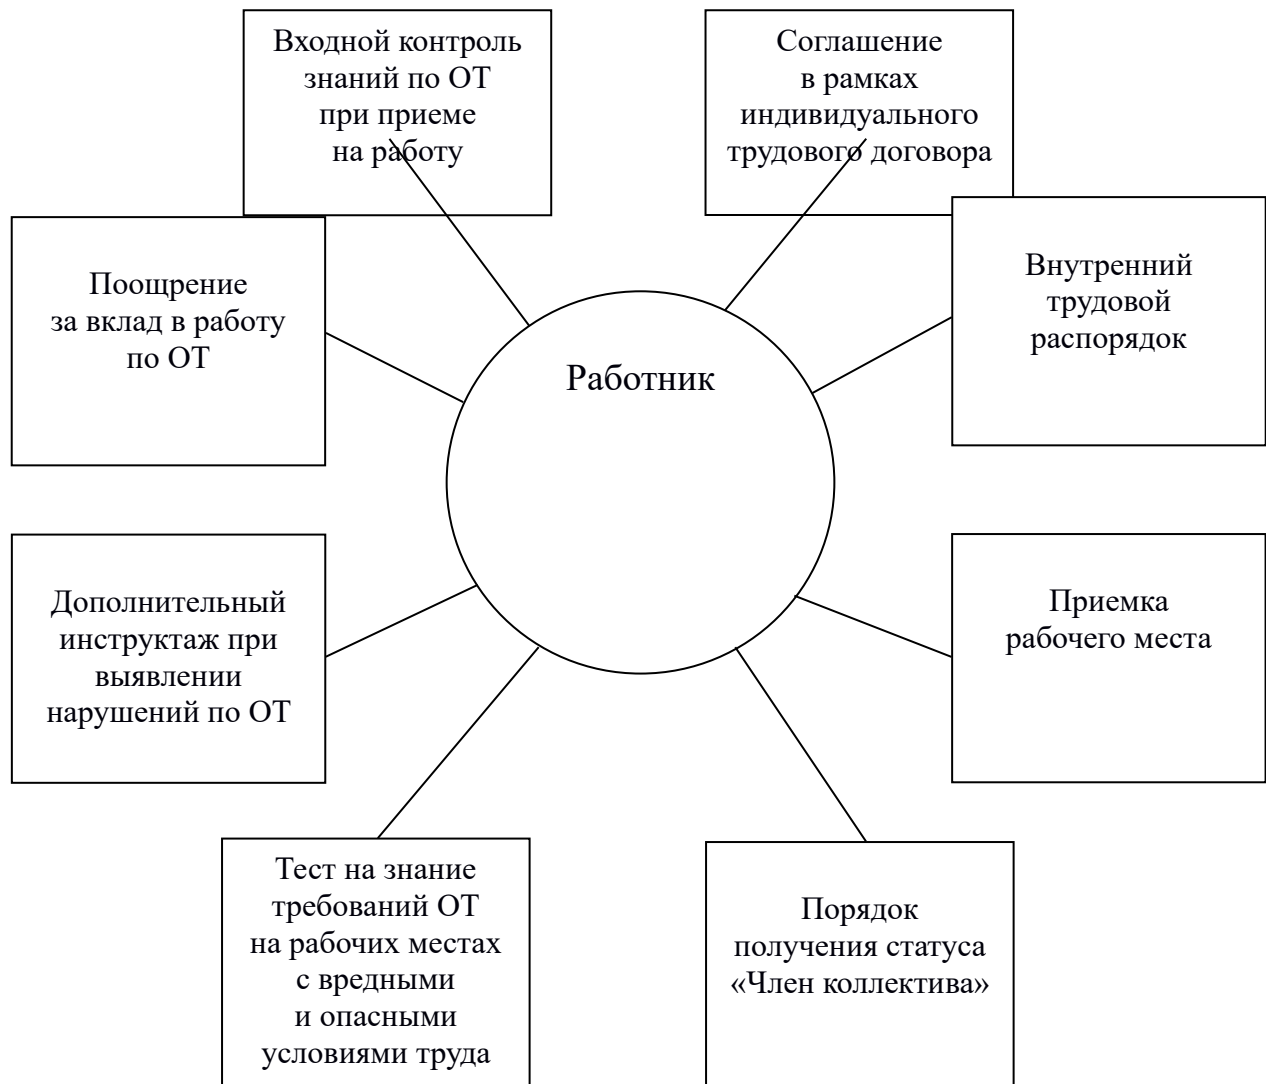 Входной контроль
знаний по ОТ
при приеме
на работу
Соглашение
в рамках
индивидуального
трудового договора
Поощрение
за вклад в работу
по ОТ
Внутренний
трудовой
распорядок
Работник
Дополнительный
инструктаж при
выявлении
нарушений по ОТ
Приемка
рабочего места
Тест на знание
требований ОТ
на рабочих местах
с вредными
и опасными
условиями труда
Порядок
получения статуса
«Член коллектива»